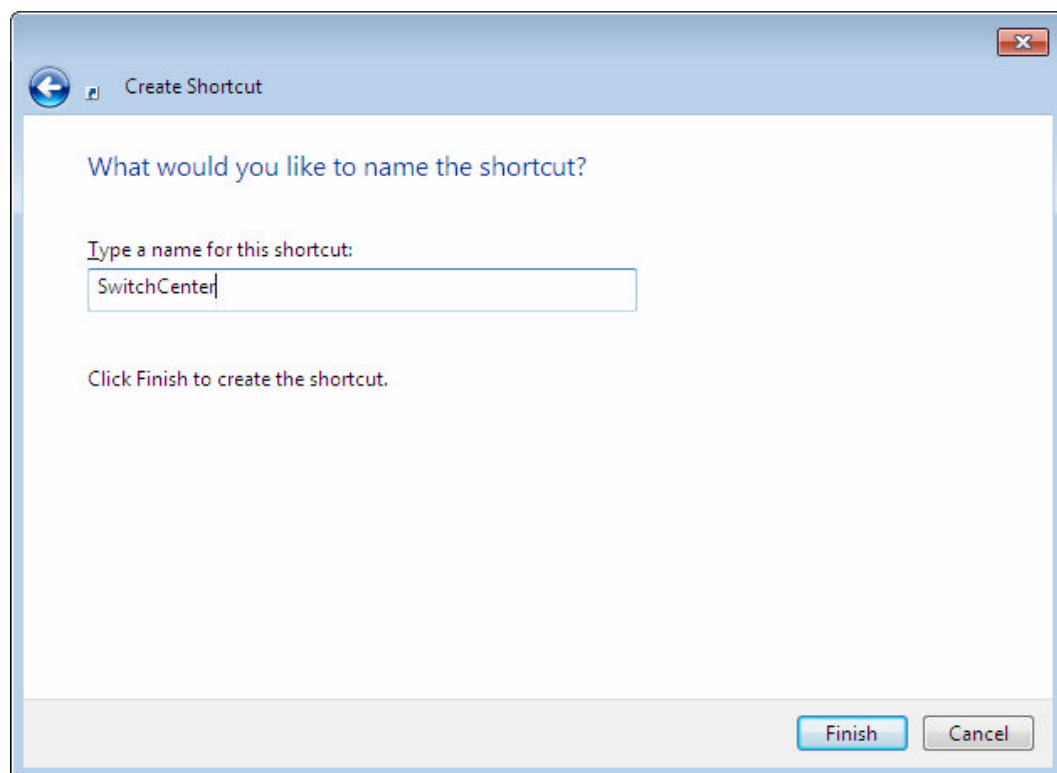 Create Shortcut
What would you like to name the shortcut?
Type a name for this shortcut:
SwitchCenter
Click Finish to create the shortcut.
Finish Cancel